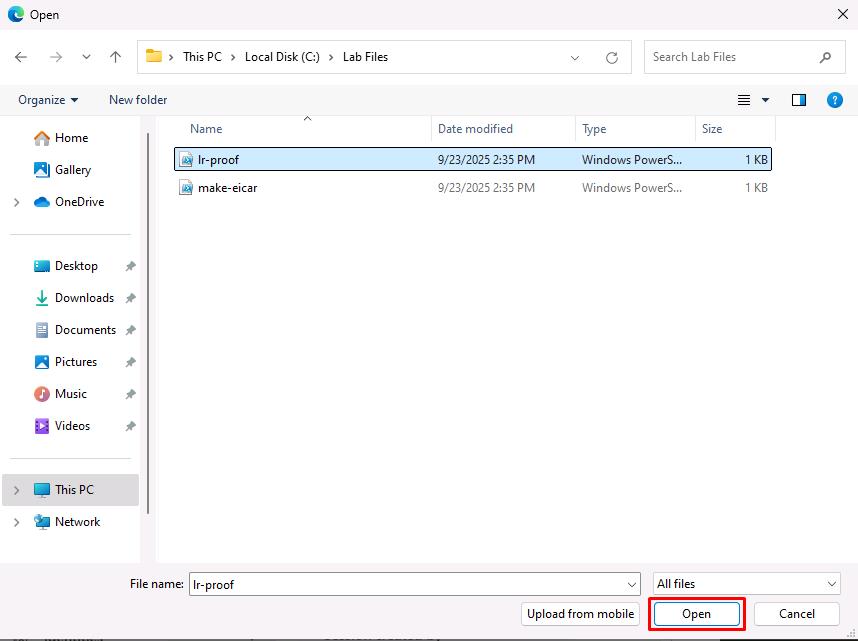 Open
This PC > Local Disk (C:) > Lab Files
Search Lab Files
Organize
New folder
Name
Date modified
Type
Size
Home
Gallery
OneDrive
Desktop
Downloads
Documents
Pictures
Music
Videos
This PC
Network
lr-proof 9/23/2025 2:35 PM Windows PowerS... 1 KB
make-eicar 9/23/2025 2:35 PM Windows PowerS... 1 KB
File name: lr-proof
All files
Upload from mobile
Open
Cancel